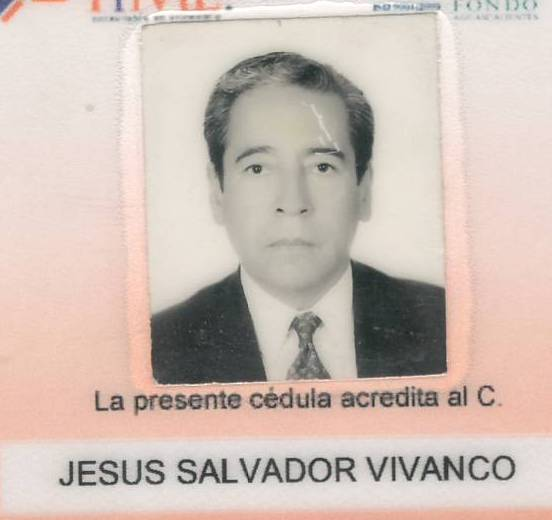 FONDO
La presente cédula acredita al C.
JESUS SALVADOR VIVANCO